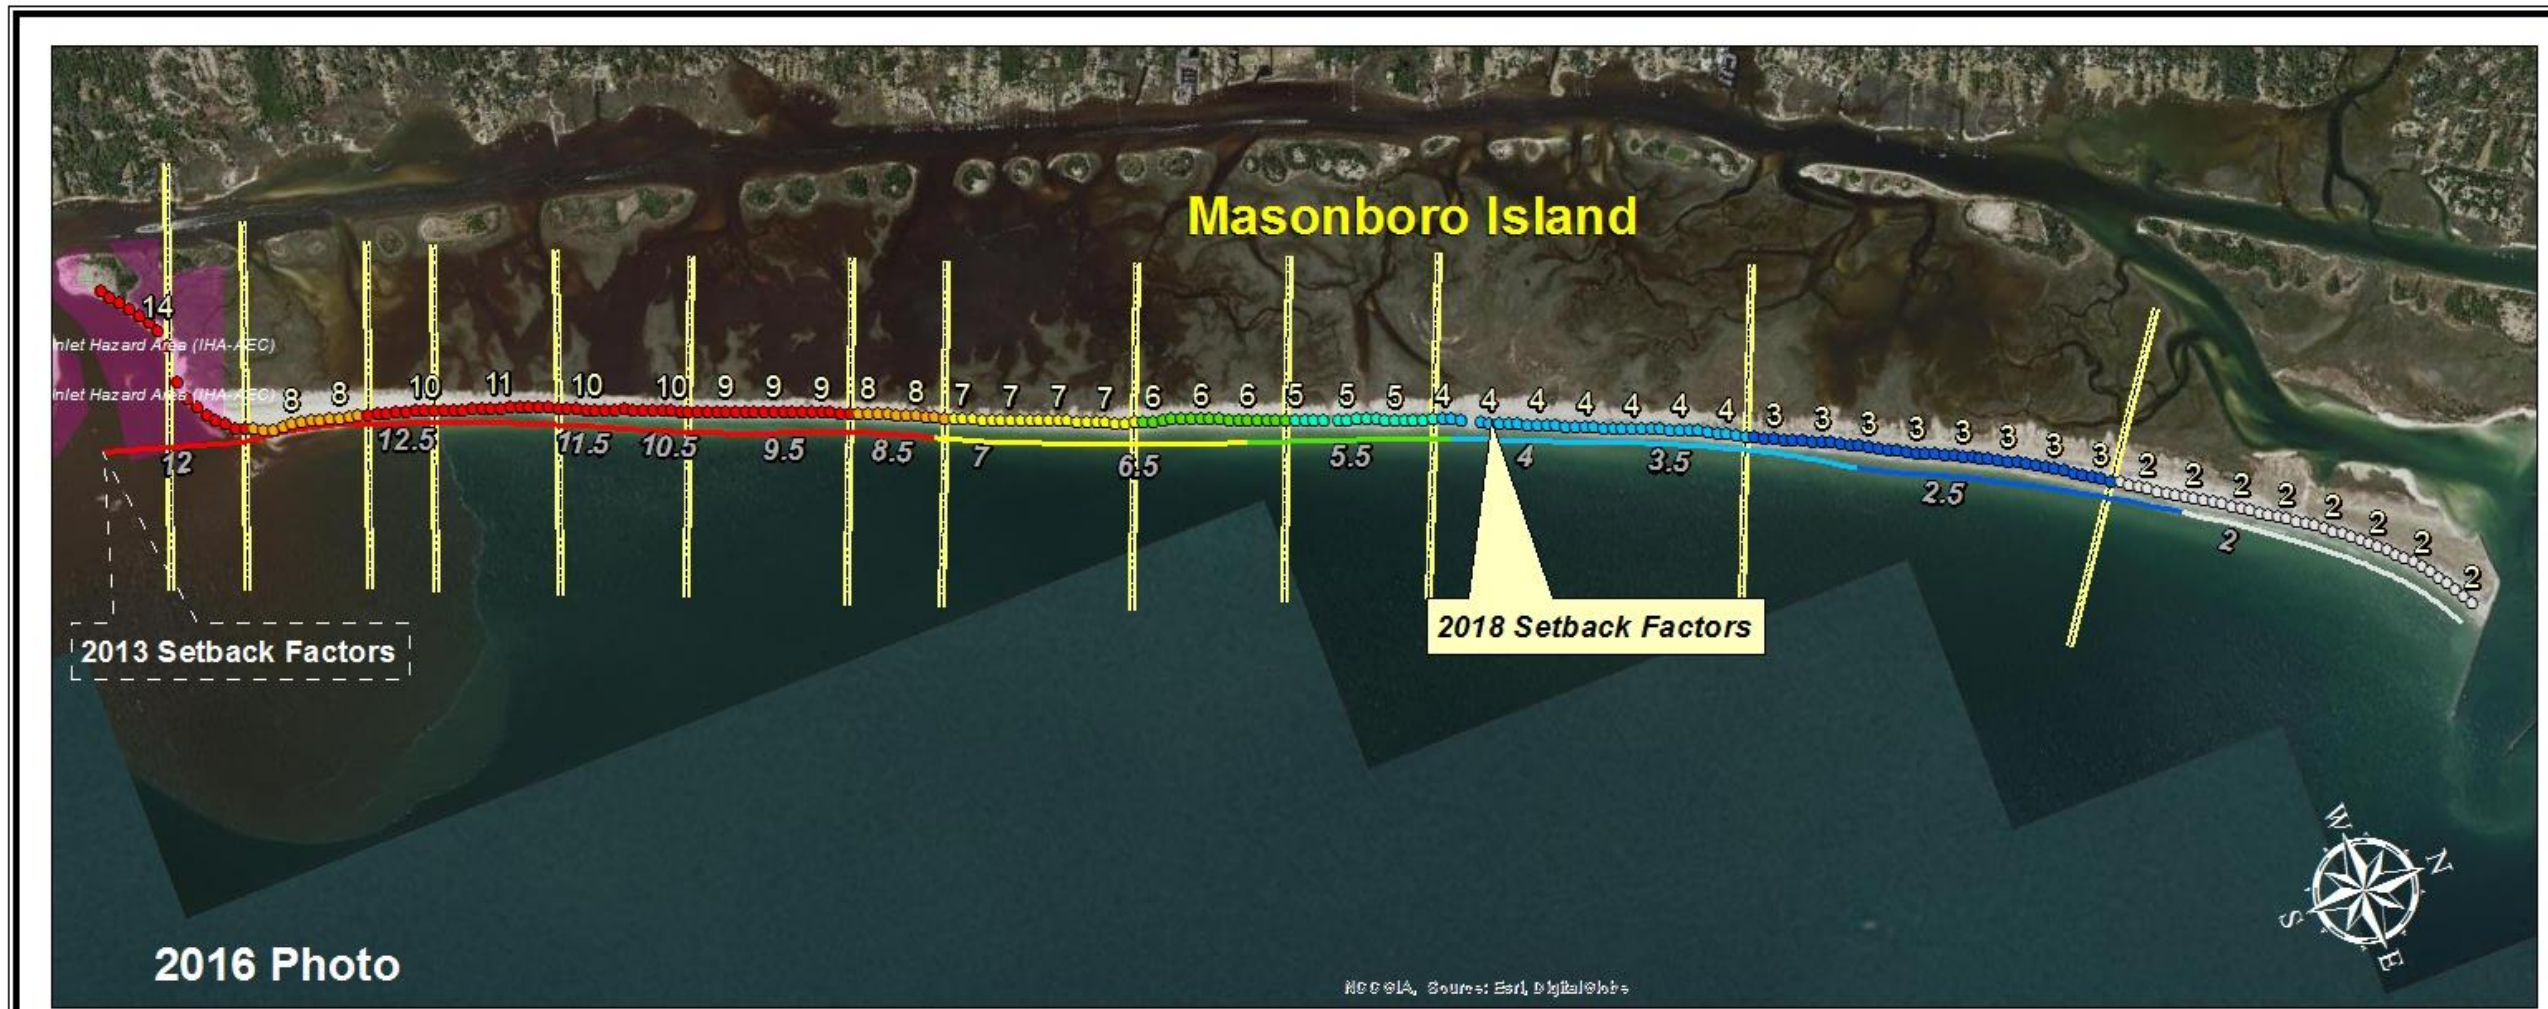 Masonboro Island
14
Inlet Hazard Area (IHA-AEC)
Inlet Hazard Area (IHA-AEC)
8 8 10 11 10 10 9 9 9 8 8 7 7 7 7 6 6 6 5 5 5 4 4 4 4 4 4 4 3 3 3 3 3 3 3 3 2 2 2 2 2 2 2 2
12 12.5 11.5 10.5 9.5 8.5 7 6.5 5.5 4 3.5 2.5 2
2018 Setback Factors
2013 Setback Factors
W N
S E
2016 Photo
NCCGIA, Source: Esri, DigitalGlobe